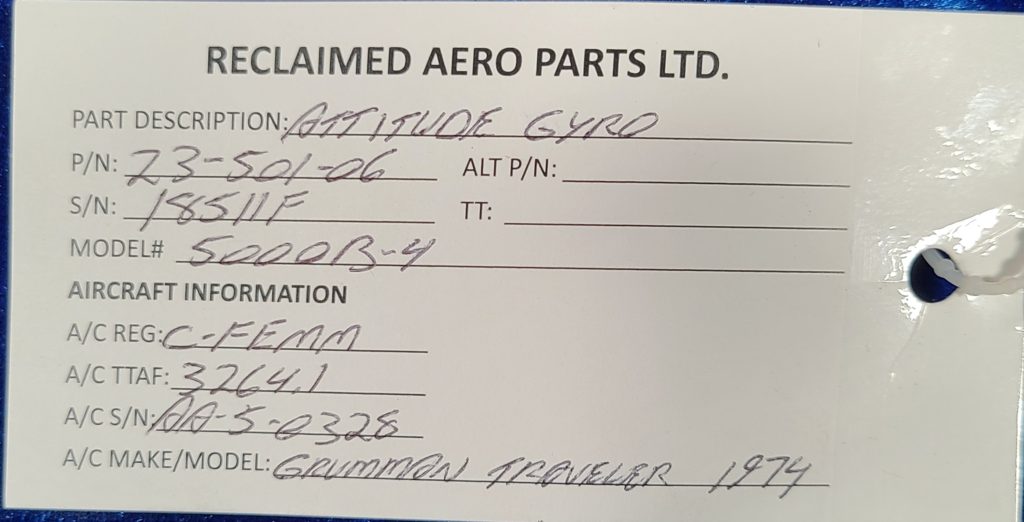 RECLAIMED AERO PARTS LTD.
PART DESCRIPTION: ATTITUDE GYRO
P/N: 23-501-06 ALT P/N:
S/N: 18511F TT:
MODEL# 5000B-4
AIRCRAFT INFORMATION
A/C REG: C-FEMM
A/C TTAF: 3264.1
A/C S/N: AA-5-0328
A/C MAKE/MODEL: GRUMMAN TRAVELER 1974